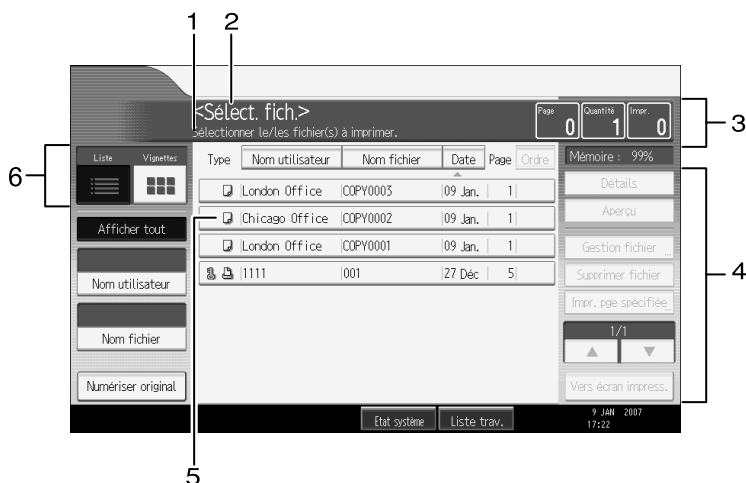 1 2
<Sélect. fich.>
Sélectionner le/les fichier(s) à imprimer.
Page Quantité Impr.
0 1 0
3
6
Liste Vignettes
Type Nom utilisateur Nom fichier Date Page Ordre
Mémoire : 99%
London Office COPY0003 09 Jan. 1
Détails
Chicago Office COPY0002 09 Jan. 1
Aperçu
Afficher tout
London Office COPY0001 09 Jan. 1
Gestion fichier
1111 001 27 Déc 5
Supprimer fichier
4
Nom utilisateur
Impr. pge spécifiée
1/1
Nom fichier
Numériser original
Vers écran impress.
Etat système Liste trav.
9 JAN 2007
17:22
5